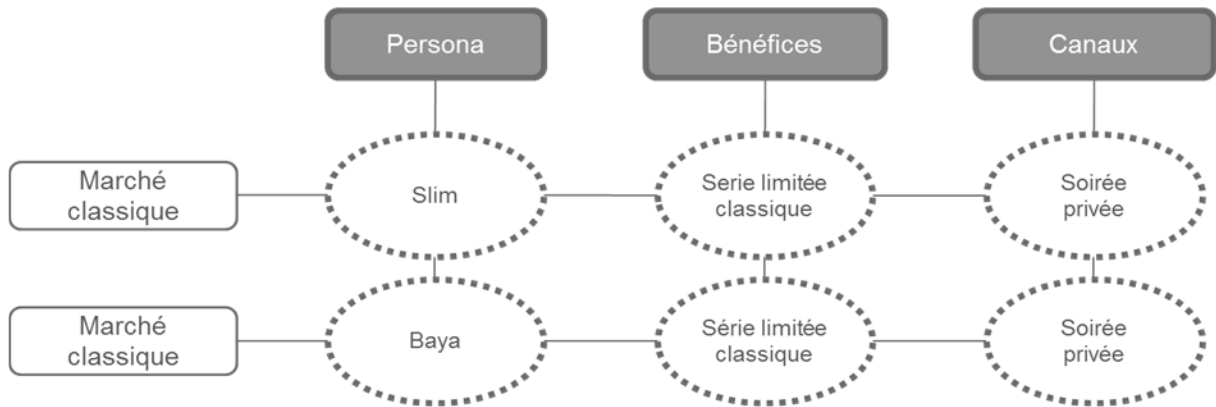 Persona
Bénéfices
Canaux
Marché
classique
Slim
Serie limitée
classique
Soirée
privée
Marché
classique
Baya
Série limitée
classique
Soirée
privée